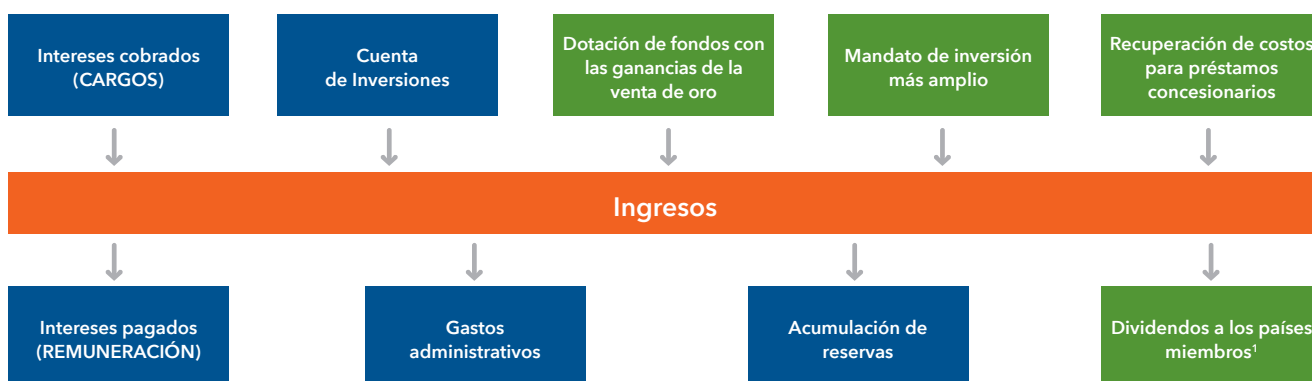 Intereses cobrados
(CARGOS)
Cuenta
de Inversiones
Dotación de fondos con
las ganancias de la
venta de oro
Mandato de inversión
más amplio
Recuperación de costos
para préstamos
concesionarios
Ingresos
Intereses pagados
(REMUNERACIÓN)
Gastos
administrativos
Acumulación de
reservas
Dividendos a los países
miembros¹